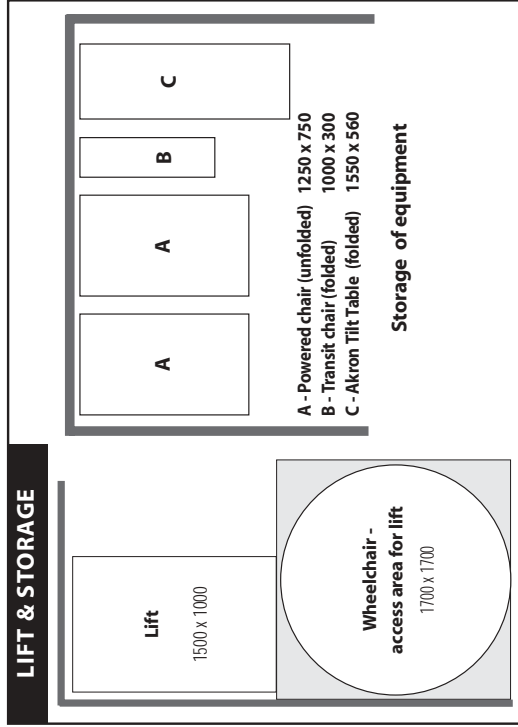 LIFT & STORAGE
Lift
1500 x 1000
Wheelchair -
access area for lift
1700 x 1700
A
A
B
C
A - Powered chair (unfolded) 1250 x 750
B - Transit chair (folded) 1000 x 300
C - Akron Tilt Table (folded) 1550 x 560
Storage of equipment